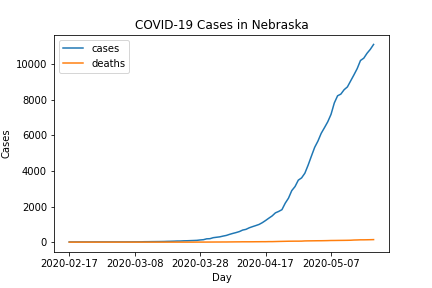 COVID-19 Cases in Nebraska
cases
deaths
10000
8000
6000
4000
2000
0
Cases
2020-02-17 2020-03-08 2020-03-28 2020-04-17 2020-05-07
Day